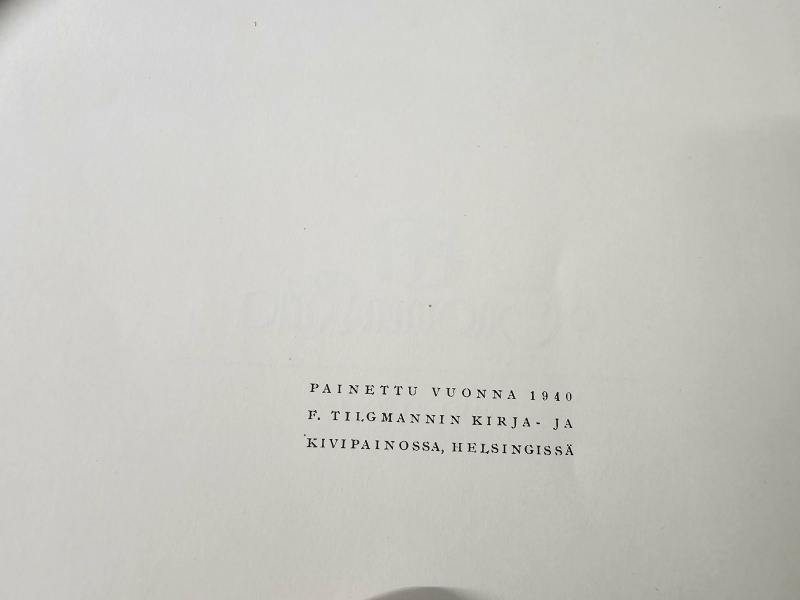 PAINETTU VUONNA 1940
F. TILGMANNIN KIRJA- JA
KIVIPAINOSSA, HELSINGISSÄ